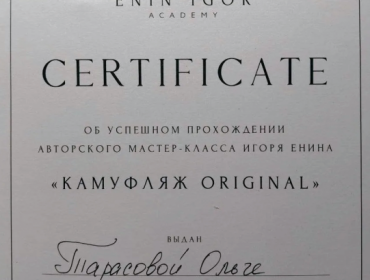 ENIN IGOR
ACADEMY
CERTIFICATE
ОБ УСПЕШНОМ ПРОХОЖДЕНИИ
АВТОРСКОГО МАСТЕР-КЛАССА ИГОРЯ ЕНИНА
«КАМУФЛЯЖ ORIGINAL»
ВЫДАН
Тарасовой Ольге